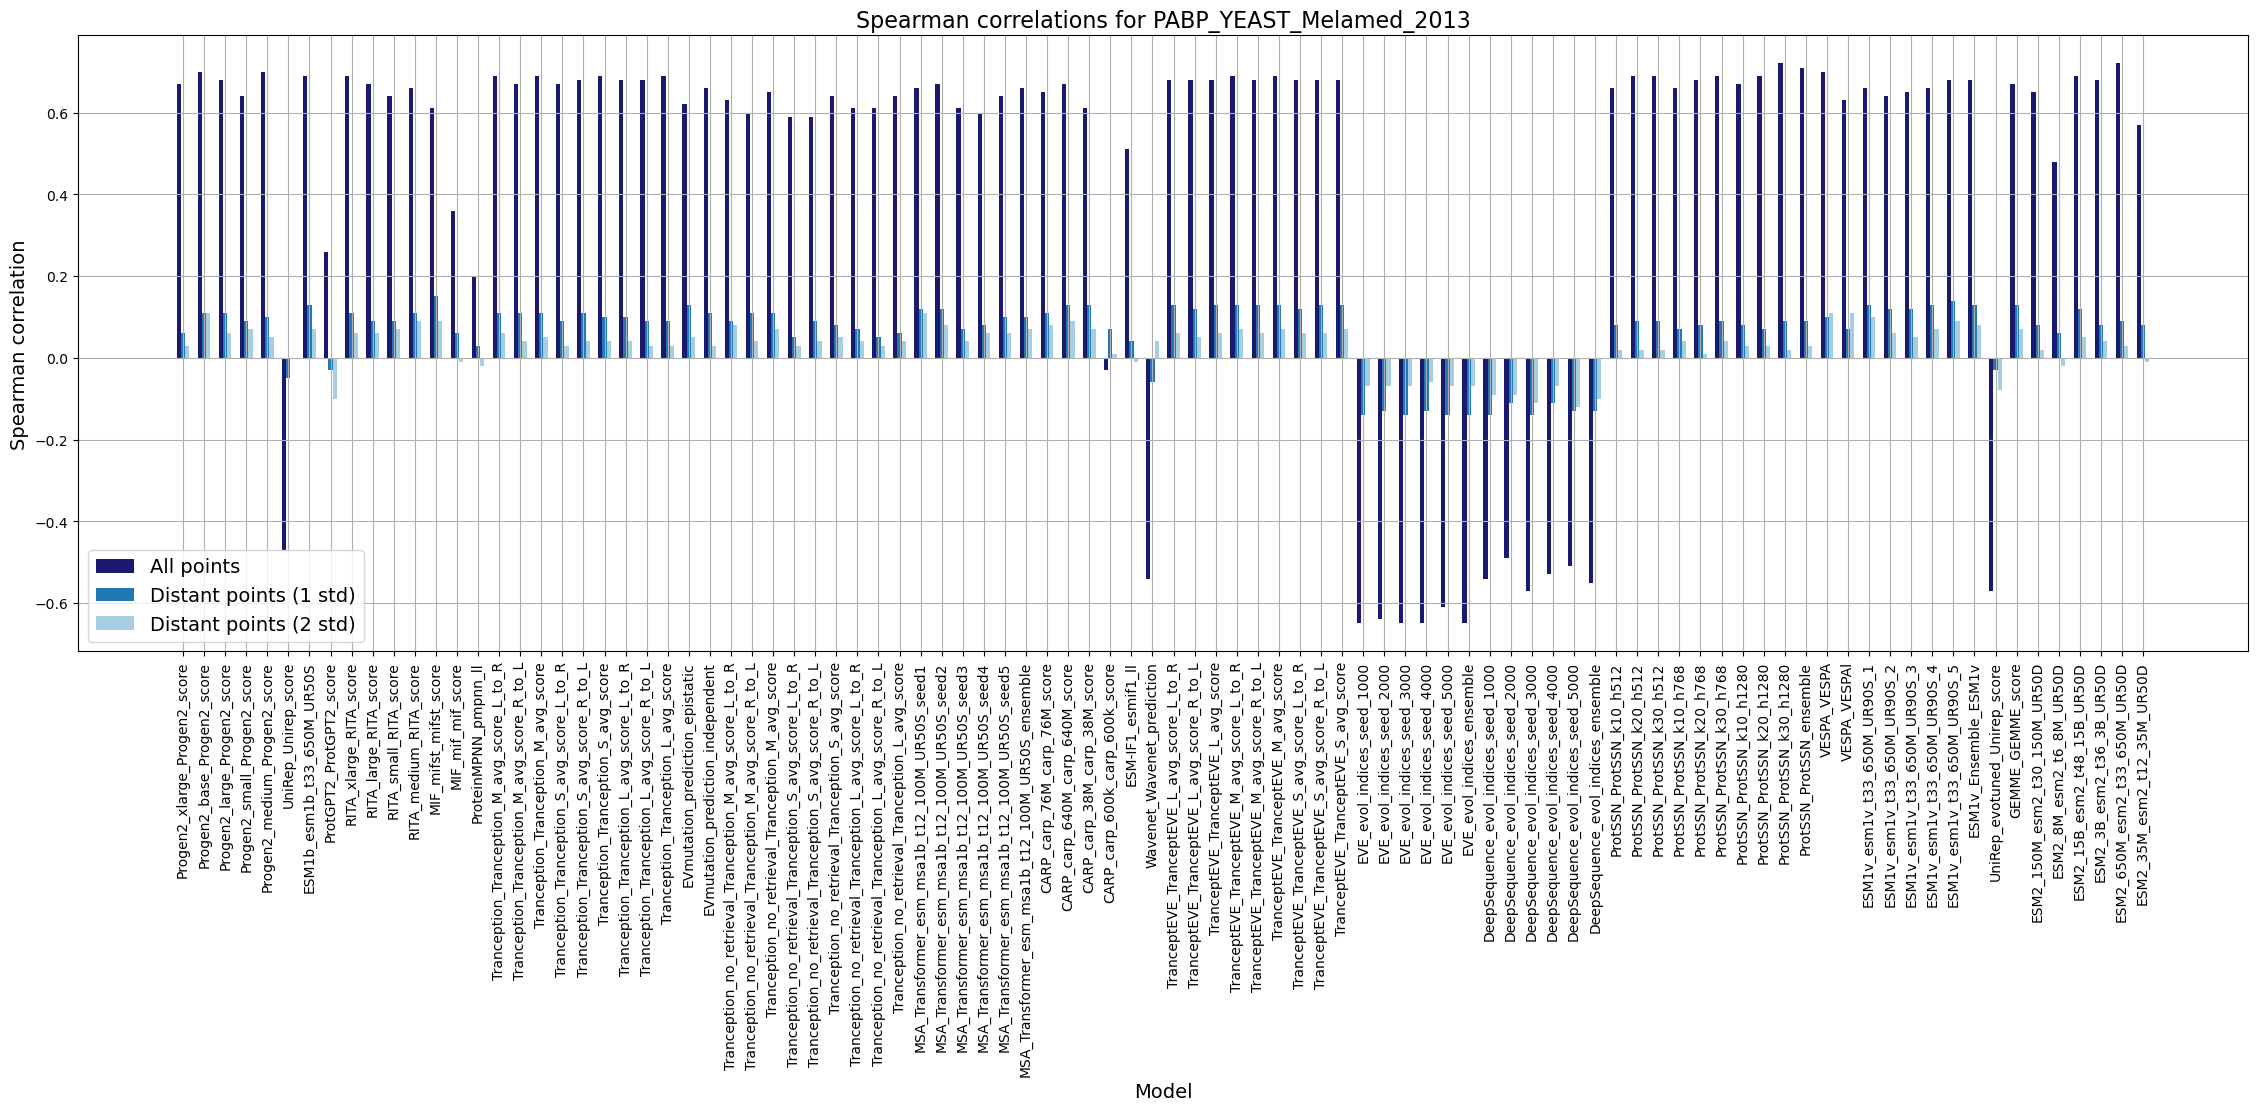 Spearman correlations for PABP_YEAST_Melamed_2013
Spearman correlation
0.6
0.4
0.2
0.0
−0.2
−0.4
−0.6
All points
Distant points (1 std)
Distant points (2 std)
Progen2_xlarge_Progen2_score
Progen2_base_Progen2_score
Progen2_large_Progen2_score
Progen2_small_Progen2_score
Progen2_medium_Progen2_score
UniRep_Unirep_score
ESM1b_esm1b_t33_650M_UR50S
ProtGPT2_ProtGPT2_score
RITA_xlarge_RITA_score
RITA_large_RITA_score
RITA_small_RITA_score
RITA_medium_RITA_score
MIF_mifst_mifst_score
MIF_mif_mif_score
ProteinMPNN_pmpnn_ll
Tranception_Tranception_M_avg_score_L_to_R
Tranception_Tranception_M_avg_score_R_to_L
Tranception_Tranception_M_avg_score
Tranception_Tranception_S_avg_score_L_to_R
Tranception_Tranception_S_avg_score_R_to_L
Tranception_Tranception_S_avg_score
Tranception_Tranception_L_avg_score_L_to_R
Tranception_Tranception_L_avg_score_R_to_L
Tranception_Tranception_L_avg_score
EVmutation_prediction_epistatic
EVmutation_prediction_independent
Tranception_no_retrieval_Tranception_M_avg_score_L_to_R
Tranception_no_retrieval_Tranception_M_avg_score_R_to_L
Tranception_no_retrieval_Tranception_M_avg_score
Tranception_no_retrieval_Tranception_S_avg_score_L_to_R
Tranception_no_retrieval_Tranception_S_avg_score_R_to_L
Tranception_no_retrieval_Tranception_S_avg_score
Tranception_no_retrieval_Tranception_L_avg_score_L_to_R
Tranception_no_retrieval_Tranception_L_avg_score_R_to_L
Tranception_no_retrieval_Tranception_L_avg_score
MSA_Transformer_esm_msa1b_t12_100M_UR50S_seed1
MSA_Transformer_esm_msa1b_t12_100M_UR50S_seed2
MSA_Transformer_esm_msa1b_t12_100M_UR50S_seed3
MSA_Transformer_esm_msa1b_t12_100M_UR50S_seed4
MSA_Transformer_esm_msa1b_t12_100M_UR50S_seed5
MSA_Transformer_esm_msa1b_t12_100M_UR50S_ensemble
CARP_carp_76M_carp_76M_score
CARP_carp_640M_carp_640M_score
CARP_carp_38M_carp_38M_score
CARP_carp_600k_carp_600k_score
ESM-IF1_esmif1_ll
Wavenet_Wavenet_prediction
TranceptEVE_TranceptEVE_L_avg_score_L_to_R
TranceptEVE_TranceptEVE_L_avg_score_R_to_L
TranceptEVE_TranceptEVE_L_avg_score
TranceptEVE_TranceptEVE_M_avg_score_L_to_R
TranceptEVE_TranceptEVE_M_avg_score_R_to_L
TranceptEVE_TranceptEVE_M_avg_score
TranceptEVE_TranceptEVE_S_avg_score_L_to_R
TranceptEVE_TranceptEVE_S_avg_score_R_to_L
TranceptEVE_TranceptEVE_S_avg_score
EVE_evol_indices_seed_1000
EVE_evol_indices_seed_2000
EVE_evol_indices_seed_3000
EVE_evol_indices_seed_4000
EVE_evol_indices_seed_5000
EVE_evol_indices_ensemble
DeepSequence_evol_indices_seed_1000
DeepSequence_evol_indices_seed_2000
DeepSequence_evol_indices_seed_3000
DeepSequence_evol_indices_seed_4000
DeepSequence_evol_indices_seed_5000
DeepSequence_evol_indices_ensemble
ProtSSN_ProtSSN_k10_h512
ProtSSN_ProtSSN_k20_h512
ProtSSN_ProtSSN_k30_h512
ProtSSN_ProtSSN_k10_h768
ProtSSN_ProtSSN_k20_h768
ProtSSN_ProtSSN_k30_h768
ProtSSN_ProtSSN_k10_h1280
ProtSSN_ProtSSN_k20_h1280
ProtSSN_ProtSSN_k30_h1280
ProtSSN_ProtSSN_ensemble
VESPA_VESPA
VESPA_VESPAl
ESM1v_esm1v_t33_650M_UR90S_1
ESM1v_esm1v_t33_650M_UR90S_2
ESM1v_esm1v_t33_650M_UR90S_3
ESM1v_esm1v_t33_650M_UR90S_4
ESM1v_esm1v_t33_650M_UR90S_5
ESM1v_Ensemble_ESM1v
UniRep_evotuned_Unirep_score
GEMME_GEMME_score
ESM2_150M_esm2_t30_150M_UR50D
ESM2_8M_esm2_t6_8M_UR50D
ESM2_15B_esm2_t48_15B_UR50D
ESM2_3B_esm2_t36_3B_UR50D
ESM2_650M_esm2_t33_650M_UR50D
ESM2_35M_esm2_t12_35M_UR50D
Model